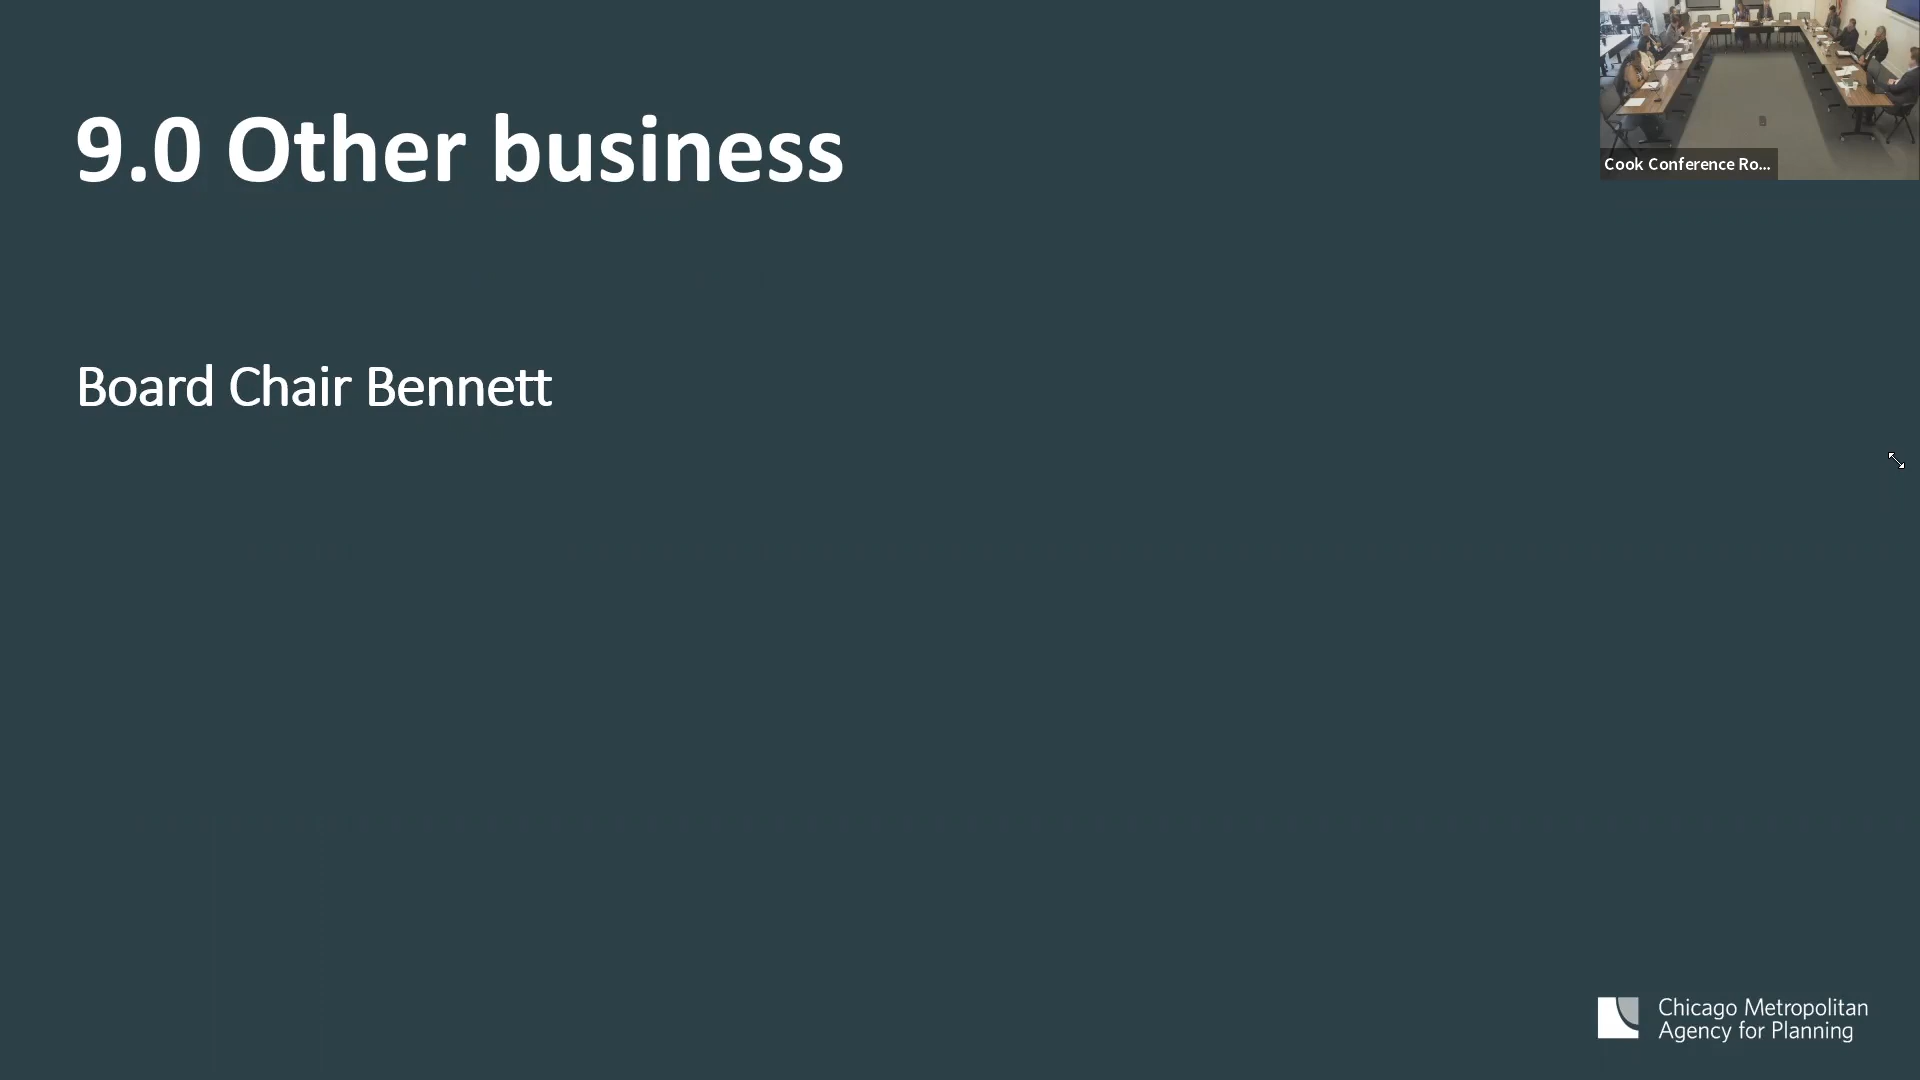 9.0 Other business
Cook Conference Ro...
Board Chair Bennett
Chicago Metropolitan
Agency for Planning